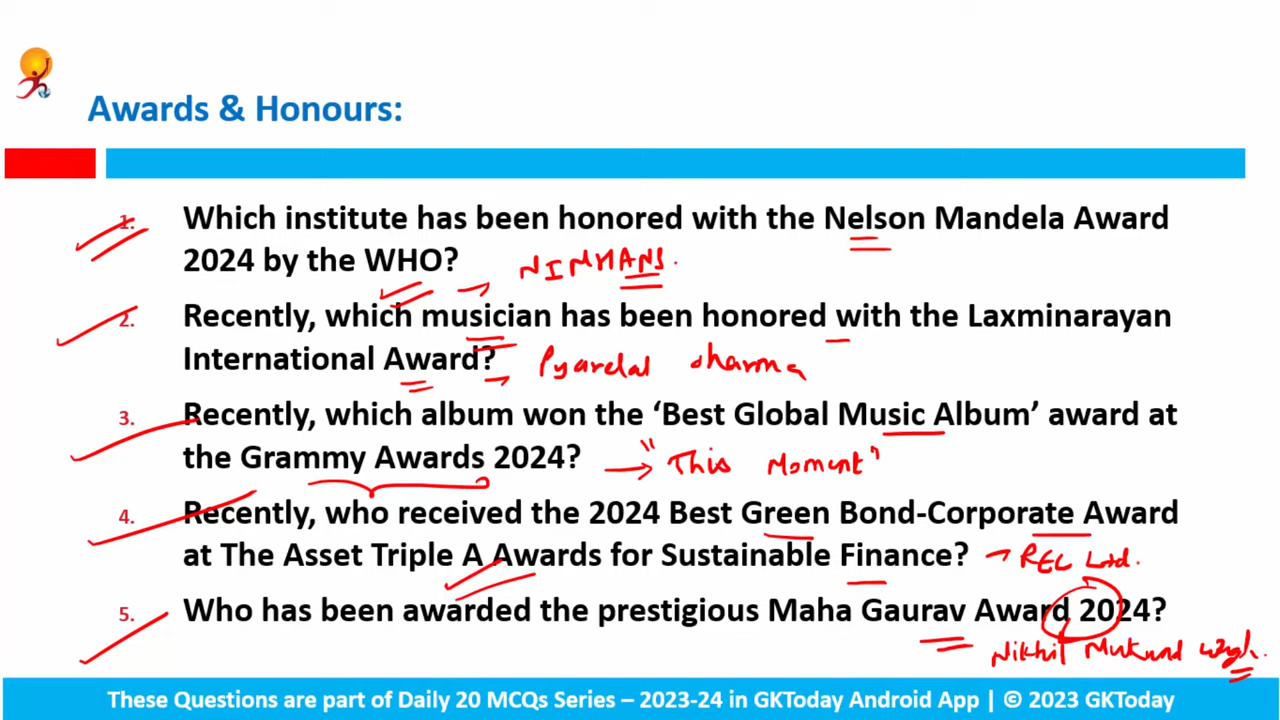 Awards & Honours:
1. Which institute has been honored with the Nelson Mandela Award
2024 by the WHO?
NIMHANS.
2. Recently, which musician has been honored with the Laxminarayan
International Award?
Pyarelal Sharma
3. Recently, which album won the ‘Best Global Music Album’ award at
the Grammy Awards 2024?
"This Moment"
4. Recently, who received the 2024 Best Green Bond-Corporate Award
at The Asset Triple A Awards for Sustainable Finance?
REC Ltd.
5. Who has been awarded the prestigious Maha Gaurav Award 2024?
Nikhil Mukund Wagh.
These Questions are part of Daily 20 MCQs Series – 2023-24 in GKToday Android App | © 2023 GKToday